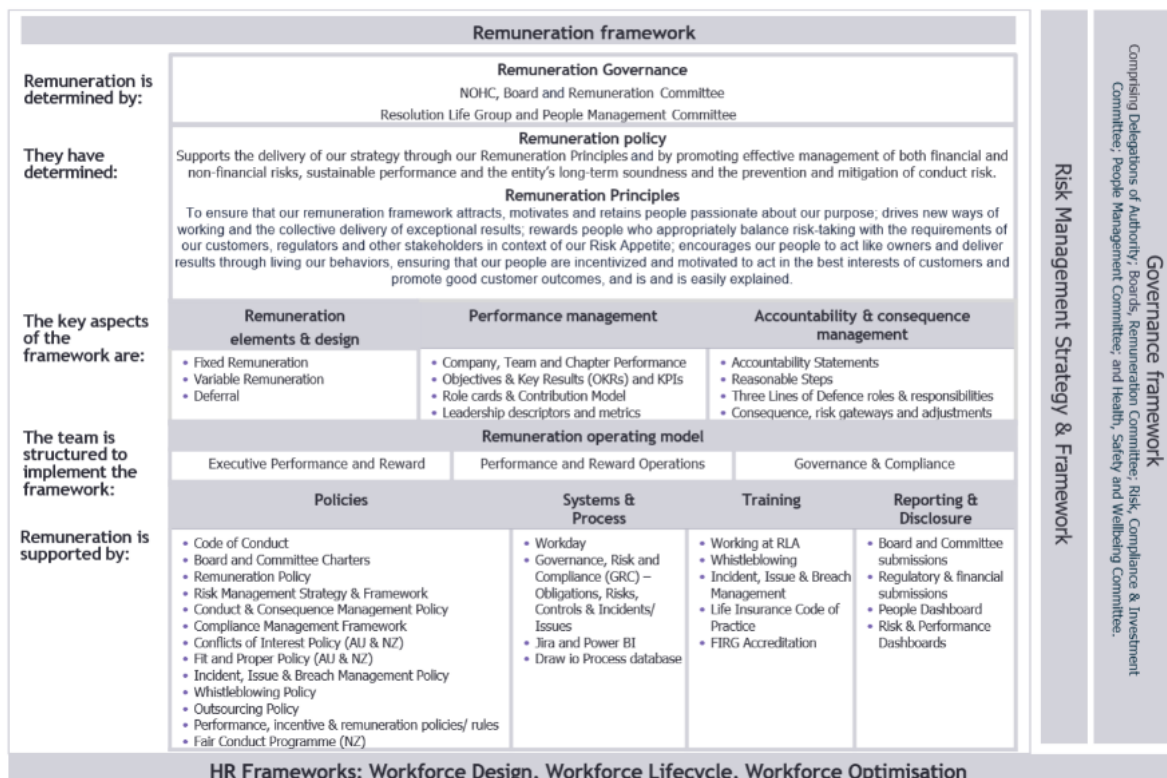 Remuneration framework
Remuneration is
determined by:
Remuneration Governance
NOHC, Board and Remuneration Committee
Resolution Life Group and People Management Committee
They have
determined:
Remuneration policy
Supports the delivery of our strategy through our Remuneration Principles and by promoting effective management of both financial and
non-financial risks, sustainable performance and the entity's long-term soundness and the prevention and mitigation of conduct risk.
Remuneration Principles
To ensure that our remuneration framework attracts, motivates and retains people passionate about our purpose; drives new ways of
working and the collective delivery of exceptional results; rewards people who appropriately balance risk-taking with the requirements of
our customers, regulators and other stakeholders in context of our Risk Appetite; encourages our people to act like owners and deliver
results through living our behaviors, ensuring that our people are incentivized and motivated to act in the best interests of customers and
promote good customer outcomes, and is and is easily explained.
The key aspects
of the
framework are:
Remuneration
elements & design
• Fixed Remuneration
• Variable Remuneration
• Deferral
Performance management
• Company, Team and Chapter Performance
• Objectives & Key Results (OKRs) and KPIs
• Role cards & Contribution Model
• Leadership descriptors and metrics
Accountability & consequence
management
• Accountability Statements
• Reasonable Steps
• Three Lines of Defence roles & responsibilities
• Consequence, risk gateways and adjustments
The team is
structured to
implement the
framework:
Remuneration operating model
Executive Performance and Reward
Performance and Reward Operations
Governance & Compliance
Remuneration is
supported by:
Policies
• Code of Conduct
• Board and Committee Charters
• Remuneration Policy
• Risk Management Strategy & Framework
• Conduct & Consequence Management Policy
• Compliance Management Framework
• Conflicts of Interest Policy (AU & NZ)
• Fit and Proper Policy (AU & NZ)
• Incident, Issue & Breach Management Policy
• Whistleblowing Policy
• Outsourcing Policy
• Performance, incentive & remuneration policies/ rules
• Fair Conduct Programme (NZ)
Systems &
Process
• Workday
• Governance, Risk and
Compliance (GRC) –
Obligations, Risks,
Controls & Incidents/
Issues
• Jira and Power BI
• Draw io Process database
Training
• Working at RLA
• Whistleblowing
• Incident, Issue & Breach
Management
• Life Insurance Code of
Practice
• FIRG Accreditation
Reporting &
Disclosure
• Board and Committee
submissions
• Regulatory & financial
submissions
• People Dashboard
• Risk & Performance
Dashboards
Risk Management Strategy & Framework
Governance framework
Comprising Delegations of Authority; Boards, Remuneration Committee; Risk, Compliance & Investment
Committee; People Management Committee; and Health, Safety and Wellbeing Committee.
HR Frameworks: Workforce Design, Workforce Lifecycle, Workforce Optimisation